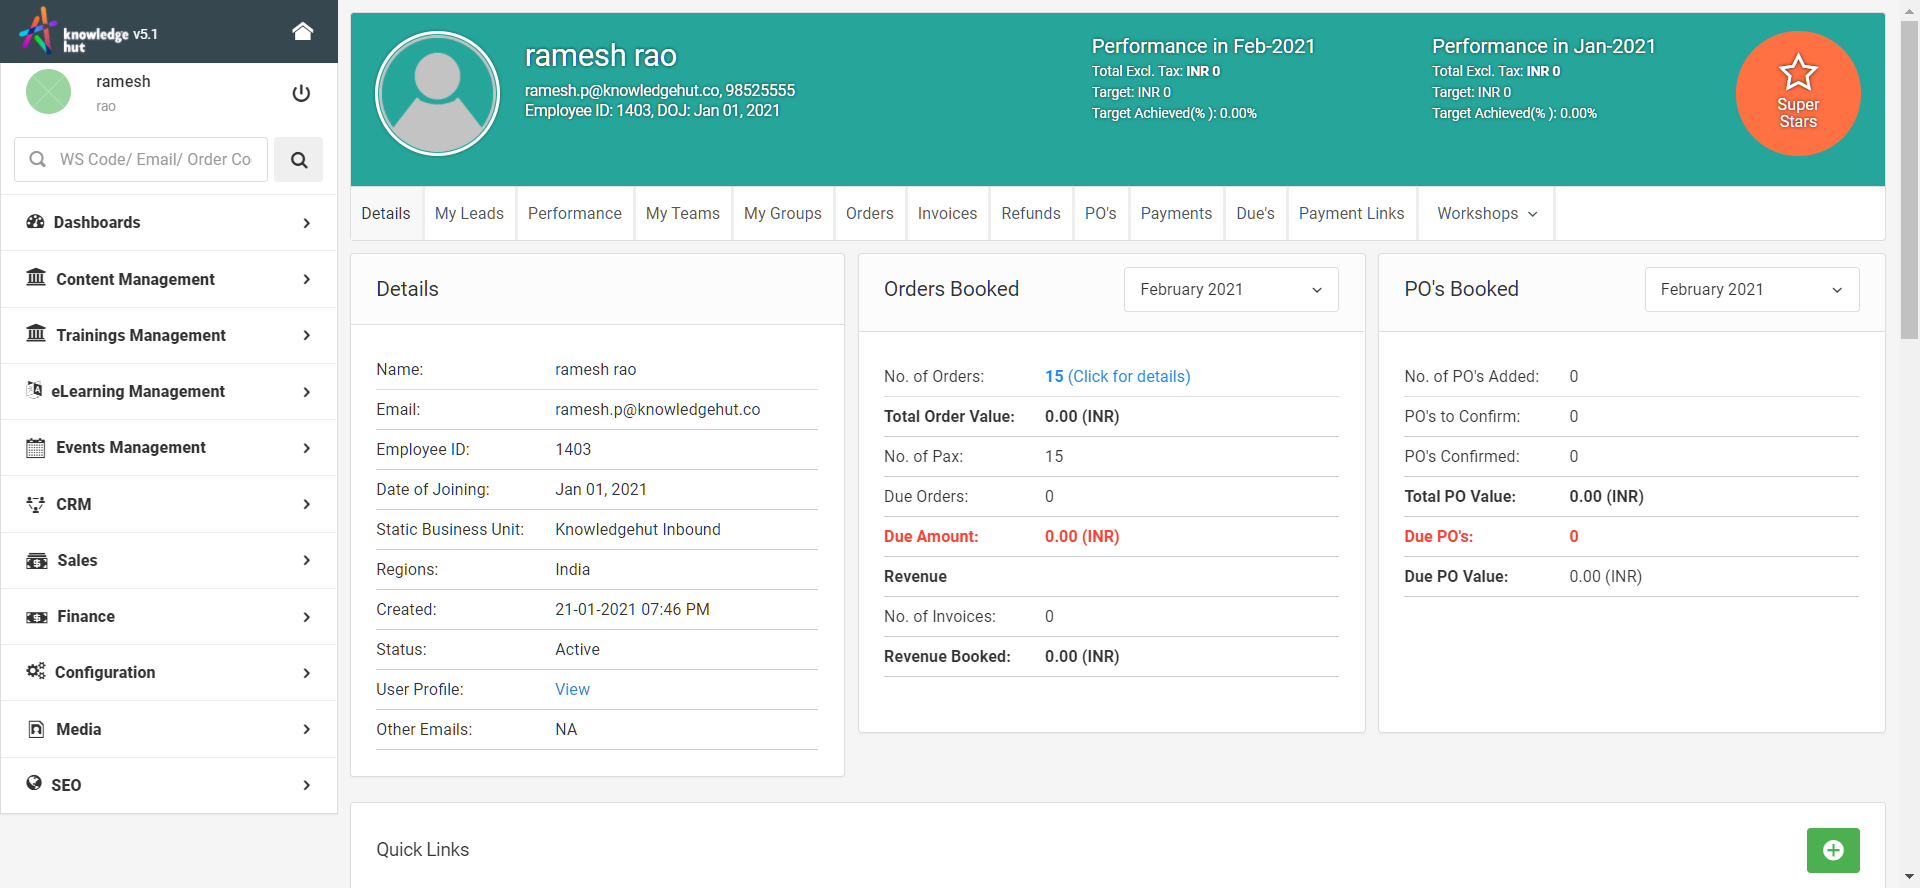 knowledge hut v5.1
ramesh
rao
WS Code/ Email/ Order Co
Dashboards
Content Management
Trainings Management
eLearning Management
Events Management
CRM
Sales
Finance
Configuration
Media
SEO
ramesh rao
ramesh.p@knowledgehut.co, 98525555
Employee ID: 1403, DOJ: Jan 01, 2021
Performance in Feb-2021
Total Excl. Tax: INR 0
Target: INR 0
Target Achieved(% ): 0.00%
Performance in Jan-2021
Total Excl. Tax: INR 0
Target: INR 0
Target Achieved(% ): 0.00%
Super
Stars
Details My Leads Performance My Teams My Groups Orders Invoices Refunds PO's Payments Due's Payment Links Workshops
Details
Name: ramesh rao
Email: ramesh.p@knowledgehut.co
Employee ID: 1403
Date of Joining: Jan 01, 2021
Static Business Unit: Knowledgehut Inbound
Regions: India
Created: 21-01-2021 07:46 PM
Status: Active
User Profile: View
Other Emails: NA
Orders Booked February 2021
No. of Orders: 15 (Click for details)
Total Order Value: 0.00 (INR)
No. of Pax: 15
Due Orders: 0
Due Amount: 0.00 (INR)
Revenue
No. of Invoices: 0
Revenue Booked: 0.00 (INR)
PO's Booked February 2021
No. of PO's Added: 0
PO's to Confirm: 0
PO's Confirmed: 0
Total PO Value: 0.00 (INR)
Due PO's: 0
Due PO Value: 0.00 (INR)
Quick Links